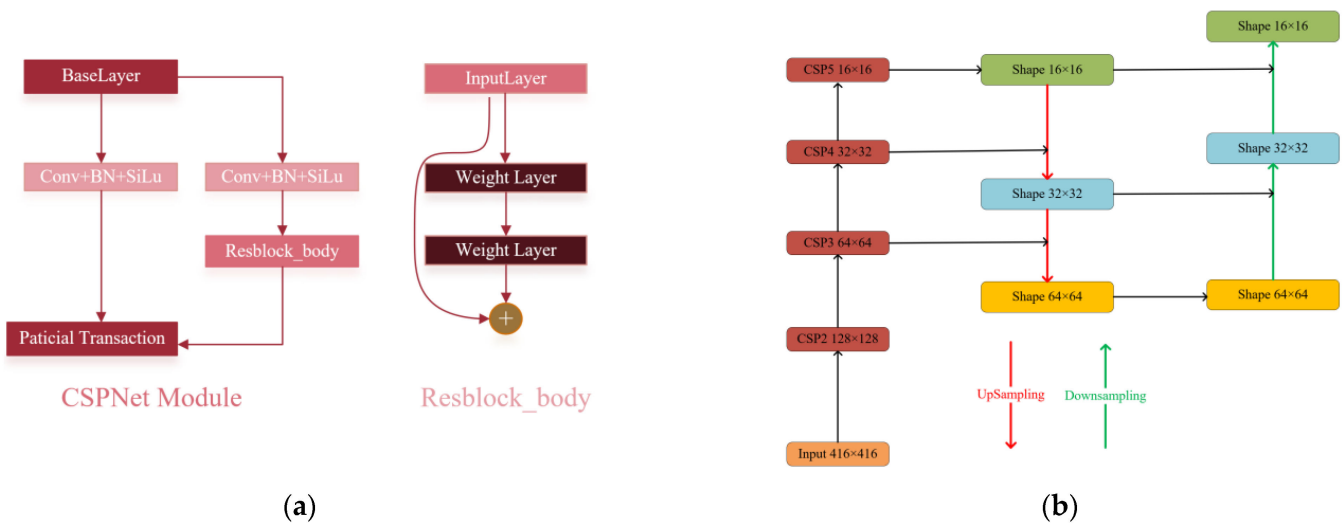 BaseLayer
Conv+BN+SiLu
Conv+BN+SiLu
Resblock_body
Paticial Transaction
CSPNet Module
InputLayer
Weight Layer
Weight Layer
+
Resblock_body
(a)
CSP5 16×16
CSP4 32×32
CSP3 64×64
CSP2 128×128
Input 416×416
Shape 16×16
Shape 32×32
Shape 64×64
Shape 16×16
Shape 32×32
Shape 64×64
UpSampling
Downsampling
(b)